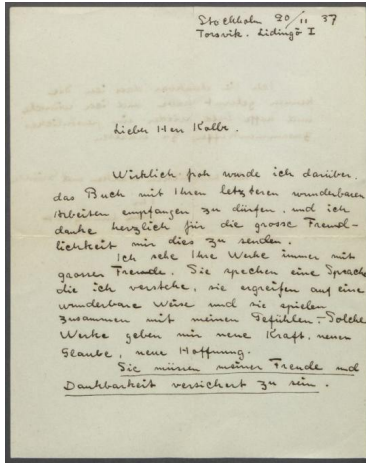 Stockholm 20/11 37
Torsvik. Lidingö I
Lieber Herr Kolbe.
Wirklich froh wurde ich darüber.
das Buch mit Ihren letzteren wunderbaren
Arbeiten empfangen zu dürfen, und ich
danke herzlich für die grosse Freund-
lichkeit mir dies zu senden.
Ich sehe Ihre Werke immer mit
grosser Freude. Sie sprechen eine Sprache
die ich verstehe, sie ergreifen auf eine
wunderbare Weise und sie spielen
zusammen mit meinen Gefühlen. – Solche
Werke geben mir neue Kraft, neuen
Glaube, neue Hoffnung.
Sie müssen meiner Freude und
Dankbarkeit versichert zu sein.